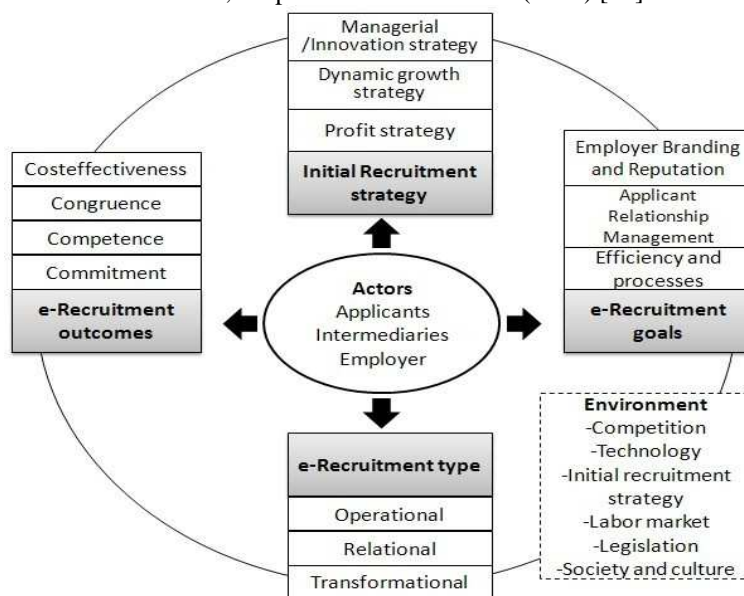 Managerial
/Innovation strategy
Dynamic growth
strategy
Profit strategy
Initial Recruitment
strategy
Costeffectiveness
Congruence
Competence
Commitment
e-Recruitment
outcomes
Actors
Applicants
Intermediaries
Employer
Employer Branding
and Reputation
Applicant
Relationship
Management
Efficiency and
processes
e-Recruitment
goals
e-Recruitment type
Operational
Relational
Transformational
Environment
-Competition
-Technology
-Initial recruitment
strategy
-Labor market
-Legislation
-Society and culture